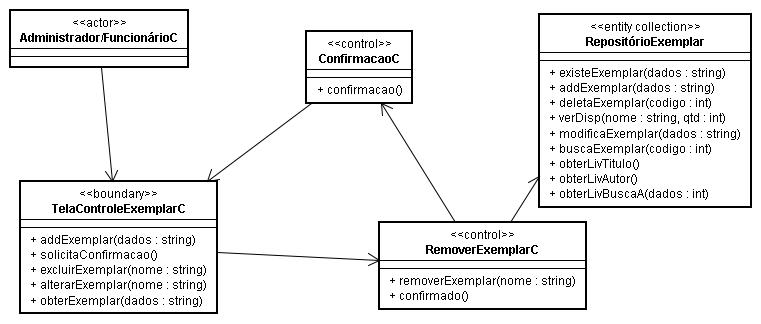 <<actor>>
Administrador/FuncionárioC
<<control>>
ConfirmacaoC
+ confirmacao()
<<entity collection>>
RepositórioExemplar
+ existeExemplar(dados : string)
+ addExemplar(dados : string)
+ deletaExemplar(codigo : int)
+ verDisp(nome : string, qtd : int)
+ modificaExemplar(dados : string)
+ buscaExemplar(codigo : int)
+ obterLivTitulo()
+ obterLivAutor()
+ obterLivBuscaA(dados : int)
<<boundary>>
TelaControleExemplarC
+ addExemplar(dados : string)
+ solicitaConfirmacao()
+ excluirExemplar(nome : string)
+ alterarExemplar(nome : string)
+ obterExemplar(dados : string)
<<control>>
RemoverExemplarC
+ removerExemplar(nome : string)
+ confirmado()